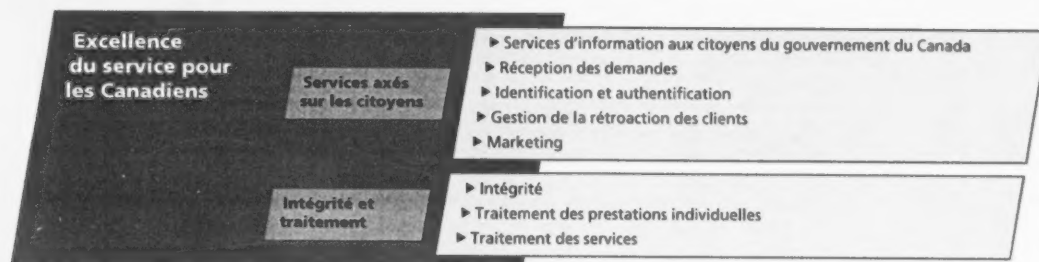 Excellence
du service pour
les Canadiens
Services axés
sur les citoyens
▶ Services d'information aux citoyens du gouvernement du Canada
▶ Réception des demandes
▶ Identification et authentification
▶ Gestion de la rétroaction des clients
▶ Marketing
Intégrité et
traitement
▶ Intégrité
▶ Traitement des prestations individuelles
▶ Traitement des services